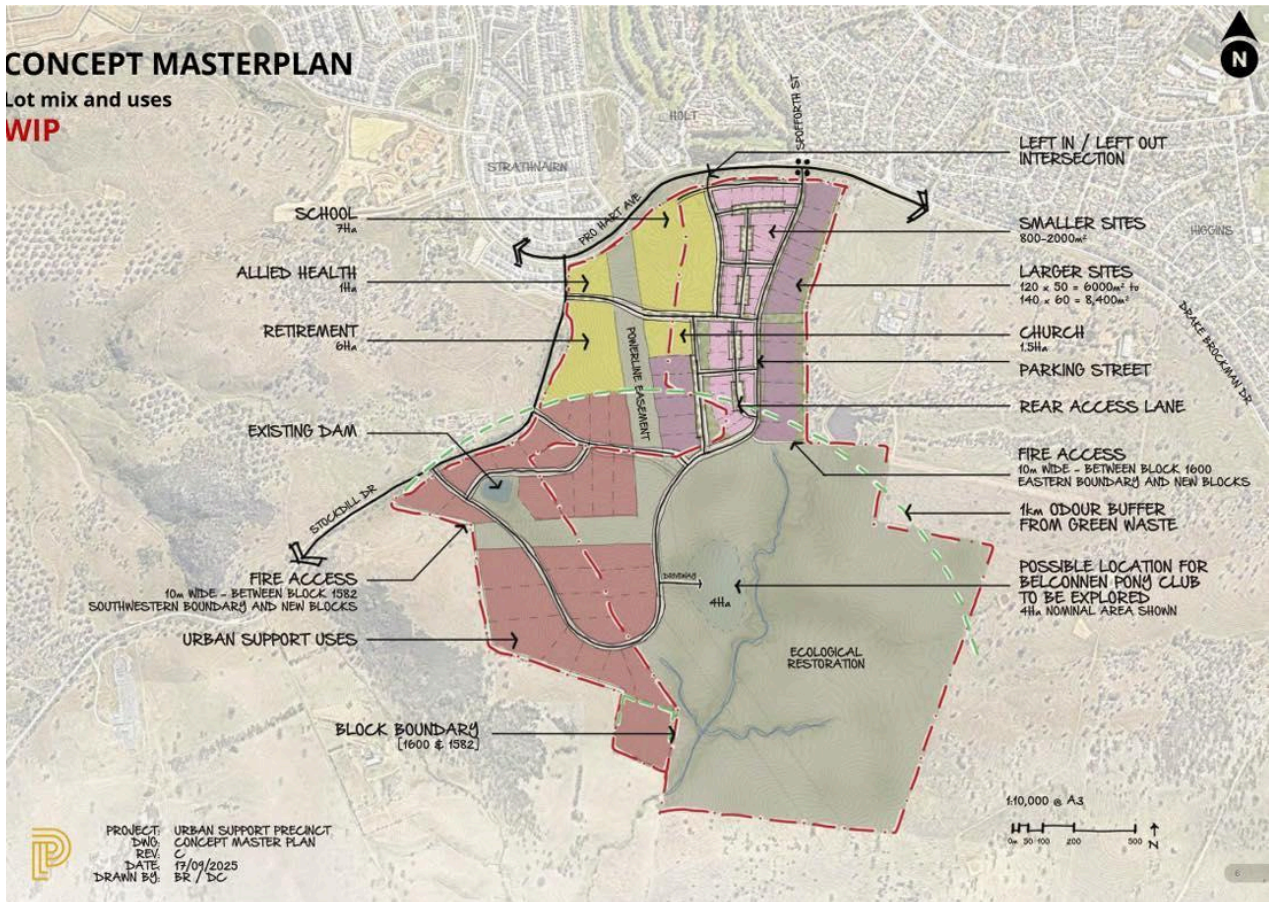 CONCEPT MASTERPLAN
Lot mix and uses
WIP
N
SPOFFORTH ST
HOLT
STRATHNAIRN
PRO HART AVE
HIGGINS
DRAKE BROCKMAN DR
SCHOOL
7Ha
ALLIED HEALTH
1Ha
RETIREMENT
6Ha
EXISTING DAM
STOCKDILL DR
FIRE ACCESS
10m WIDE - BETWEEN BLOCK 1582
SOUTHWESTERN BOUNDARY AND NEW BLOCKS
URBAN SUPPORT USES
BLOCK BOUNDARY
[1600 & 1582]
POWERLINE EASEMENT
DRIVEWAY
4Ha
ECOLOGICAL
RESTORATION
LEFT IN / LEFT OUT
INTERSECTION
SMALLER SITES
800-2000m²
LARGER SITES
120 x 50 = 6000m² to
140 x 60 = 8,400m²
CHURCH
1.5Ha
PARKING STREET
REAR ACCESS LANE
FIRE ACCESS
10m WIDE - BETWEEN BLOCK 1600
EASTERN BOUNDARY AND NEW BLOCKS
1km ODOUR BUFFER
FROM GREEN WASTE
POSSIBLE LOCATION FOR
BELCONNEN PONY CLUB
TO BE EXPLORED
4Ha NOMINAL AREA SHOWN
1:10,000 @ A3
0m 50 100 200 500
N
PROJECT: URBAN SUPPORT PRECINCT
DWG: CONCEPT MASTER PLAN
REV: C
DATE: 17/09/2025
DRAWN BY: BR / DC
6